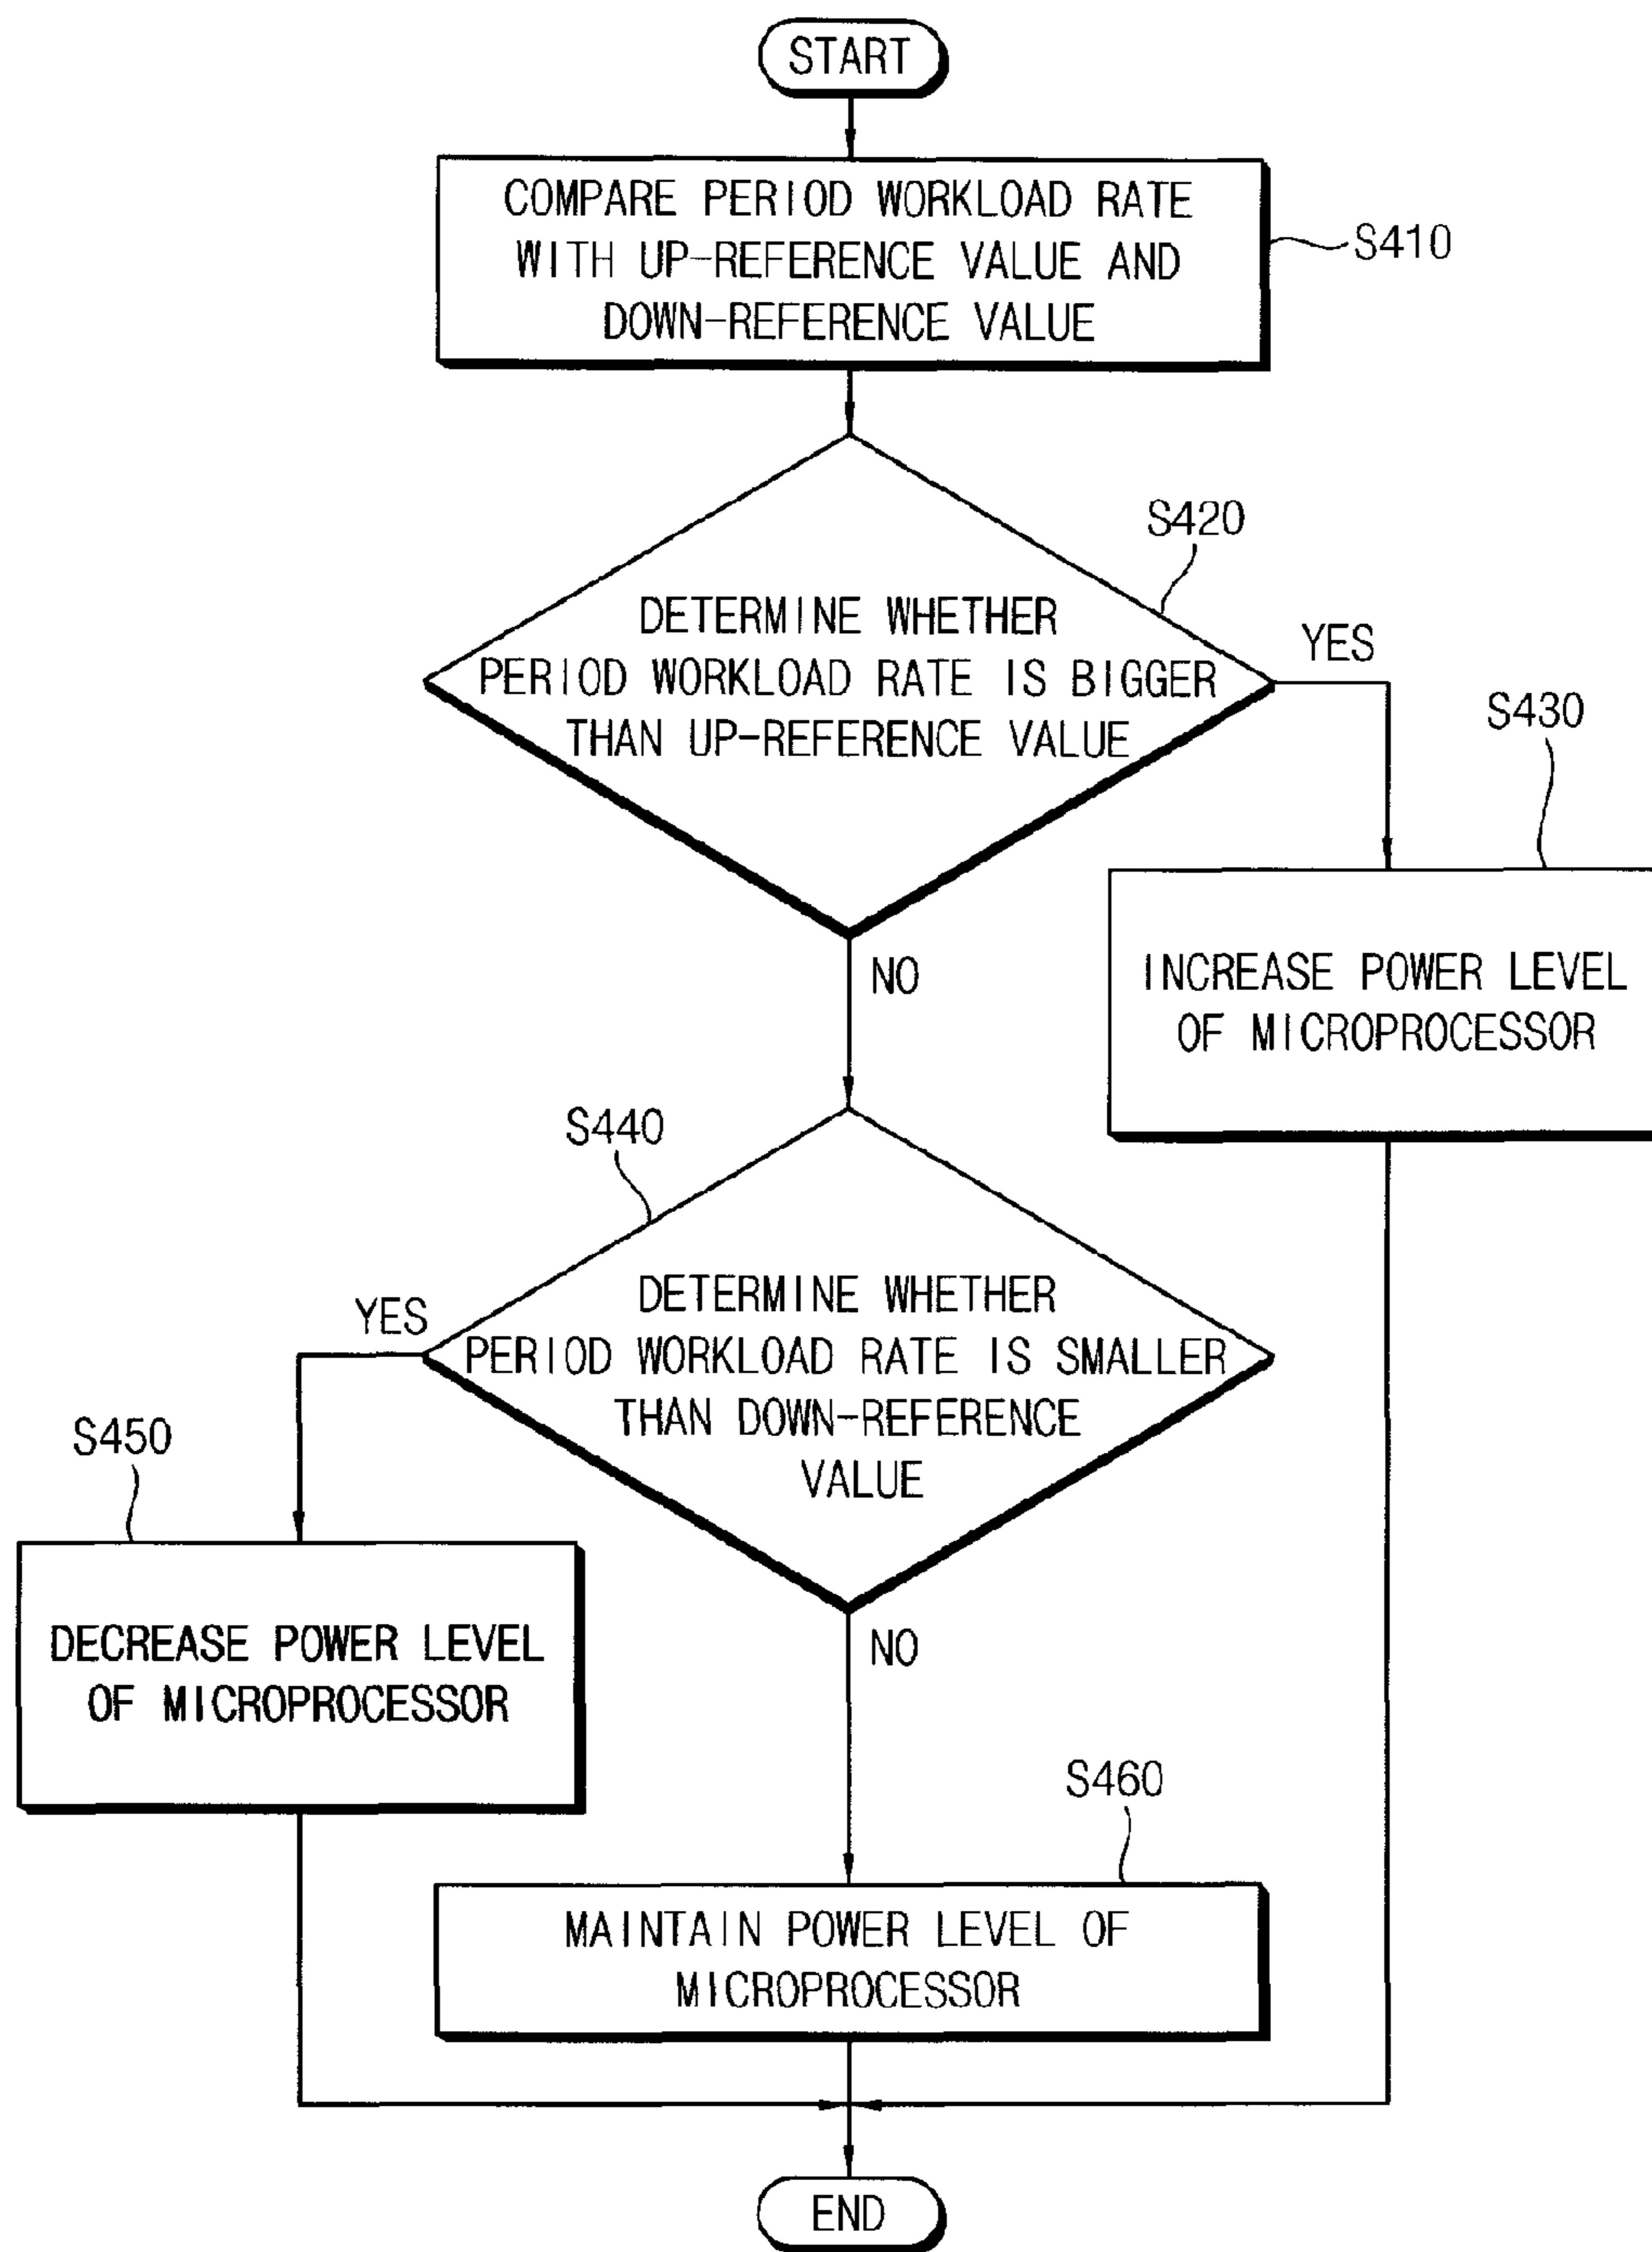 START
COMPARE PERIOD WORKLOAD RATE
WITH UP-REFERENCE VALUE AND
DOWN-REFERENCE VALUE
S410
S420
DETERMINE WHETHER
PERIOD WORKLOAD RATE IS BIGGER
THAN UP-REFERENCE VALUE
YES
S430
NO
INCREASE POWER LEVEL
OF MICROPROCESSOR
S440
DETERMINE WHETHER
PERIOD WORKLOAD RATE IS SMALLER
THAN DOWN-REFERENCE
VALUE
YES
S450
NO
DECREASE POWER LEVEL
OF MICROPROCESSOR
S460
MAINTAIN POWER LEVEL OF
MICROPROCESSOR
END